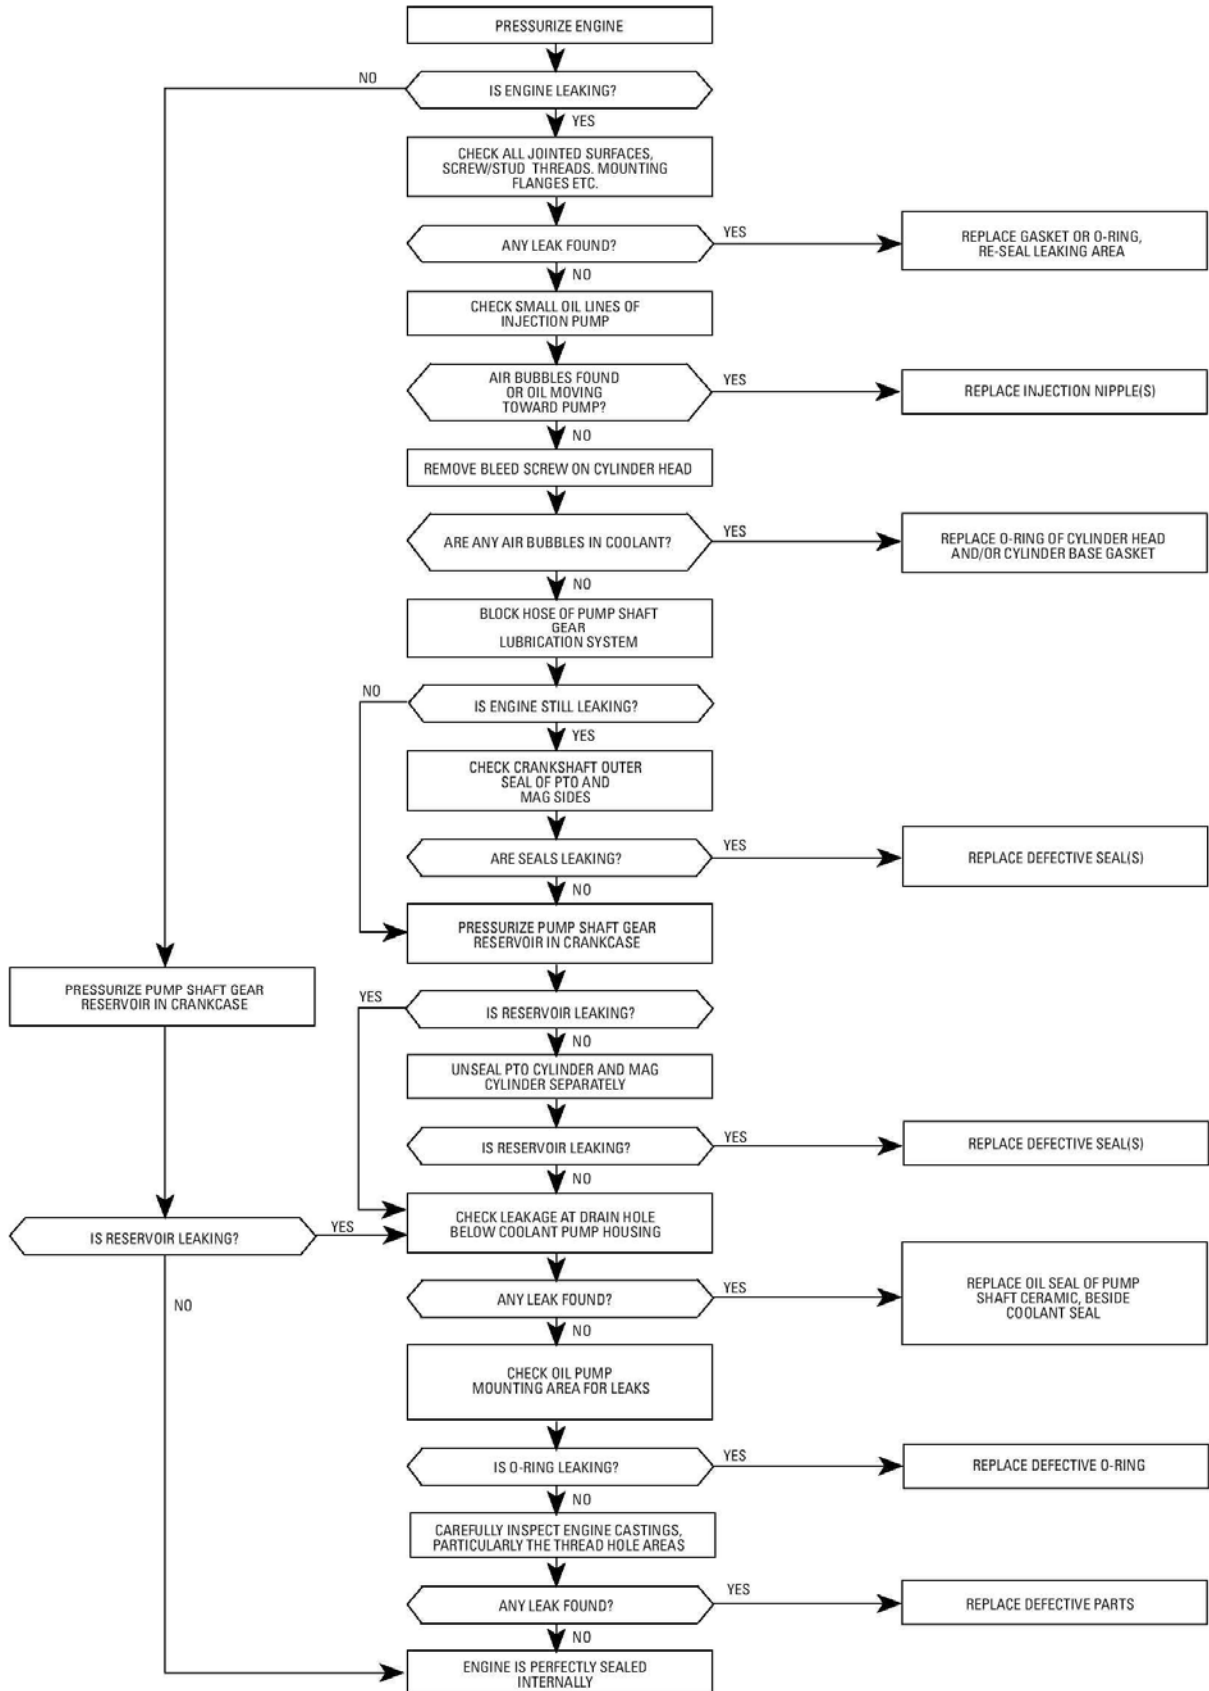 PRESSURIZE ENGINE
NO
IS ENGINE LEAKING?
YES
CHECK ALL JOINTED SURFACES,
SCREW/STUD THREADS. MOUNTING
FLANGES ETC.
ANY LEAK FOUND?
YES
REPLACE GASKET OR O-RING,
RE-SEAL LEAKING AREA
NO
CHECK SMALL OIL LINES OF
INJECTION PUMP
AIR BUBBLES FOUND
OR OIL MOVING
TOWARD PUMP?
YES
REPLACE INJECTION NIPPLE(S)
NO
REMOVE BLEED SCREW ON CYLINDER HEAD
ARE ANY AIR BUBBLES IN COOLANT?
YES
REPLACE O-RING OF CYLINDER HEAD
AND/OR CYLINDER BASE GASKET
NO
BLOCK HOSE OF PUMP SHAFT
GEAR
LUBRICATION SYSTEM
NO
IS ENGINE STILL LEAKING?
YES
CHECK CRANKSHAFT OUTER
SEAL OF PTO AND
MAG SIDES
ARE SEALS LEAKING?
YES
REPLACE DEFECTIVE SEAL(S)
NO
PRESSURIZE PUMP SHAFT GEAR
RESERVOIR IN CRANKCASE
PRESSURIZE PUMP SHAFT GEAR
RESERVOIR IN CRANKCASE
YES
IS RESERVOIR LEAKING?
NO
UNSEAL PTO CYLINDER AND MAG
CYLINDER SEPARATELY
IS RESERVOIR LEAKING?
YES
REPLACE DEFECTIVE SEAL(S)
NO
IS RESERVOIR LEAKING?
YES
CHECK LEAKAGE AT DRAIN HOLE
BELOW COOLANT PUMP HOUSING
NO
ANY LEAK FOUND?
YES
REPLACE OIL SEAL OF PUMP
SHAFT CERAMIC, BESIDE
COOLANT SEAL
NO
CHECK OIL PUMP
MOUNTING AREA FOR LEAKS
IS O-RING LEAKING?
YES
REPLACE DEFECTIVE O-RING
NO
CAREFULLY INSPECT ENGINE CASTINGS,
PARTICULARLY THE THREAD HOLE AREAS
ANY LEAK FOUND?
YES
REPLACE DEFECTIVE PARTS
NO
ENGINE IS PERFECTLY SEALED
INTERNALLY